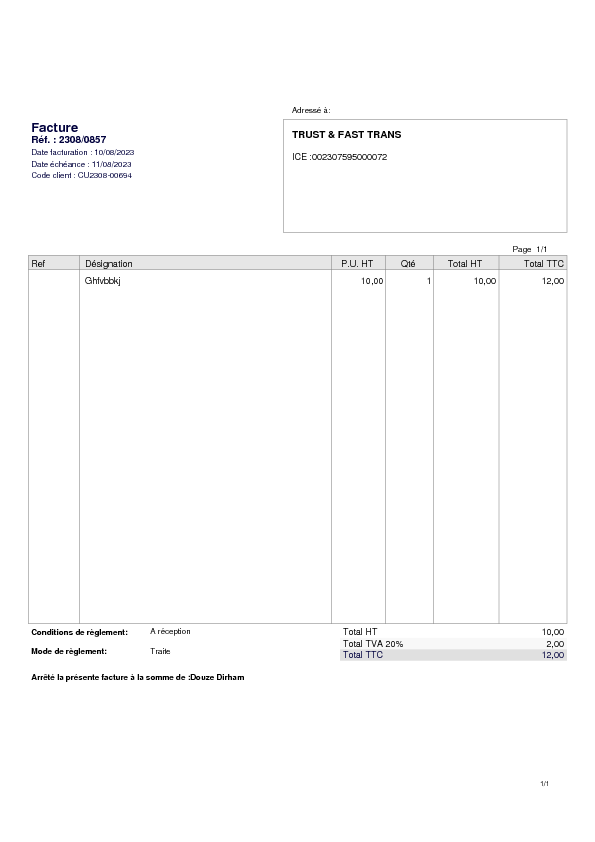 Adressé à:
Facture
Réf. : 2308/0857
Date facturation : 10/08/2023
Date échéance : 11/08/2023
Code client : CU2308-00694
TRUST & FAST TRANS
ICE :002307595000072
Page 1/1
Ref Désignation P.U. HT Qté Total HT Total TTC
Ghfvbbkj 10,00 1 10,00 12,00
Conditions de règlement: A réception
Mode de règlement: Traite
Total HT 10,00
Total TVA 20% 2,00
Total TTC 12,00
Arrêté la présente facture à la somme de :Douze Dirham
1/1